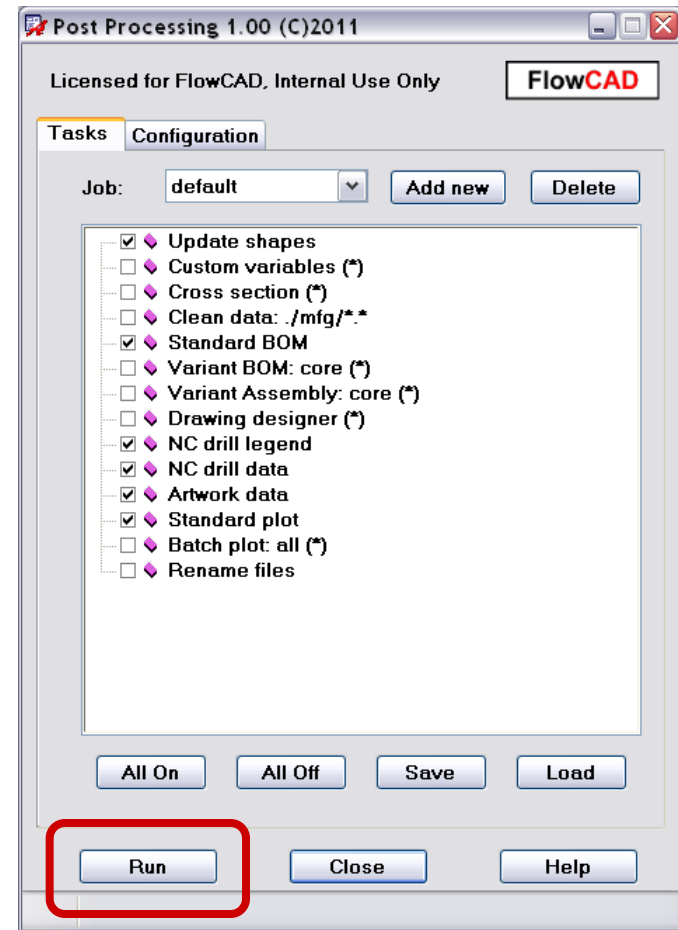 Post Processing 1.00 (C)2011
Licensed for FlowCAD, Internal Use Only FlowCAD
Tasks Configuration
Job: default Add new Delete
Update shapes
Custom variables (*)
Cross section (*)
Clean data: ./mfg/*.*
Standard BOM
Variant BOM: core (*)
Variant Assembly: core (*)
Drawing designer (*)
NC drill legend
NC drill data
Artwork data
Standard plot
Batch plot: all (*)
Rename files
All On All Off Save Load
Run Close Help